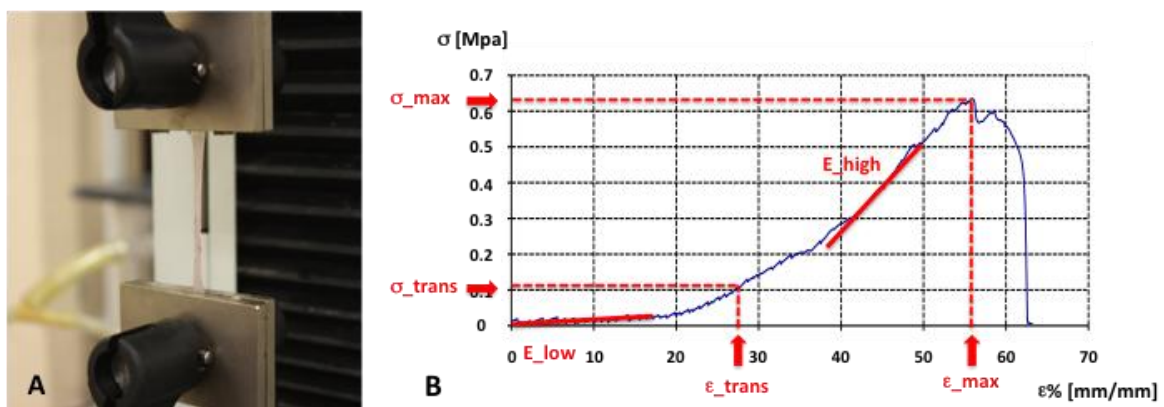 A
B
σ [Mpa]
0.7
σ_max
0.6
0.5
E_high
0.4
0.3
0.2
σ_trans
0.1
0
0 10 20 30 40 50 60 70
E_low
ε_trans
ε_max
ε% [mm/mm]